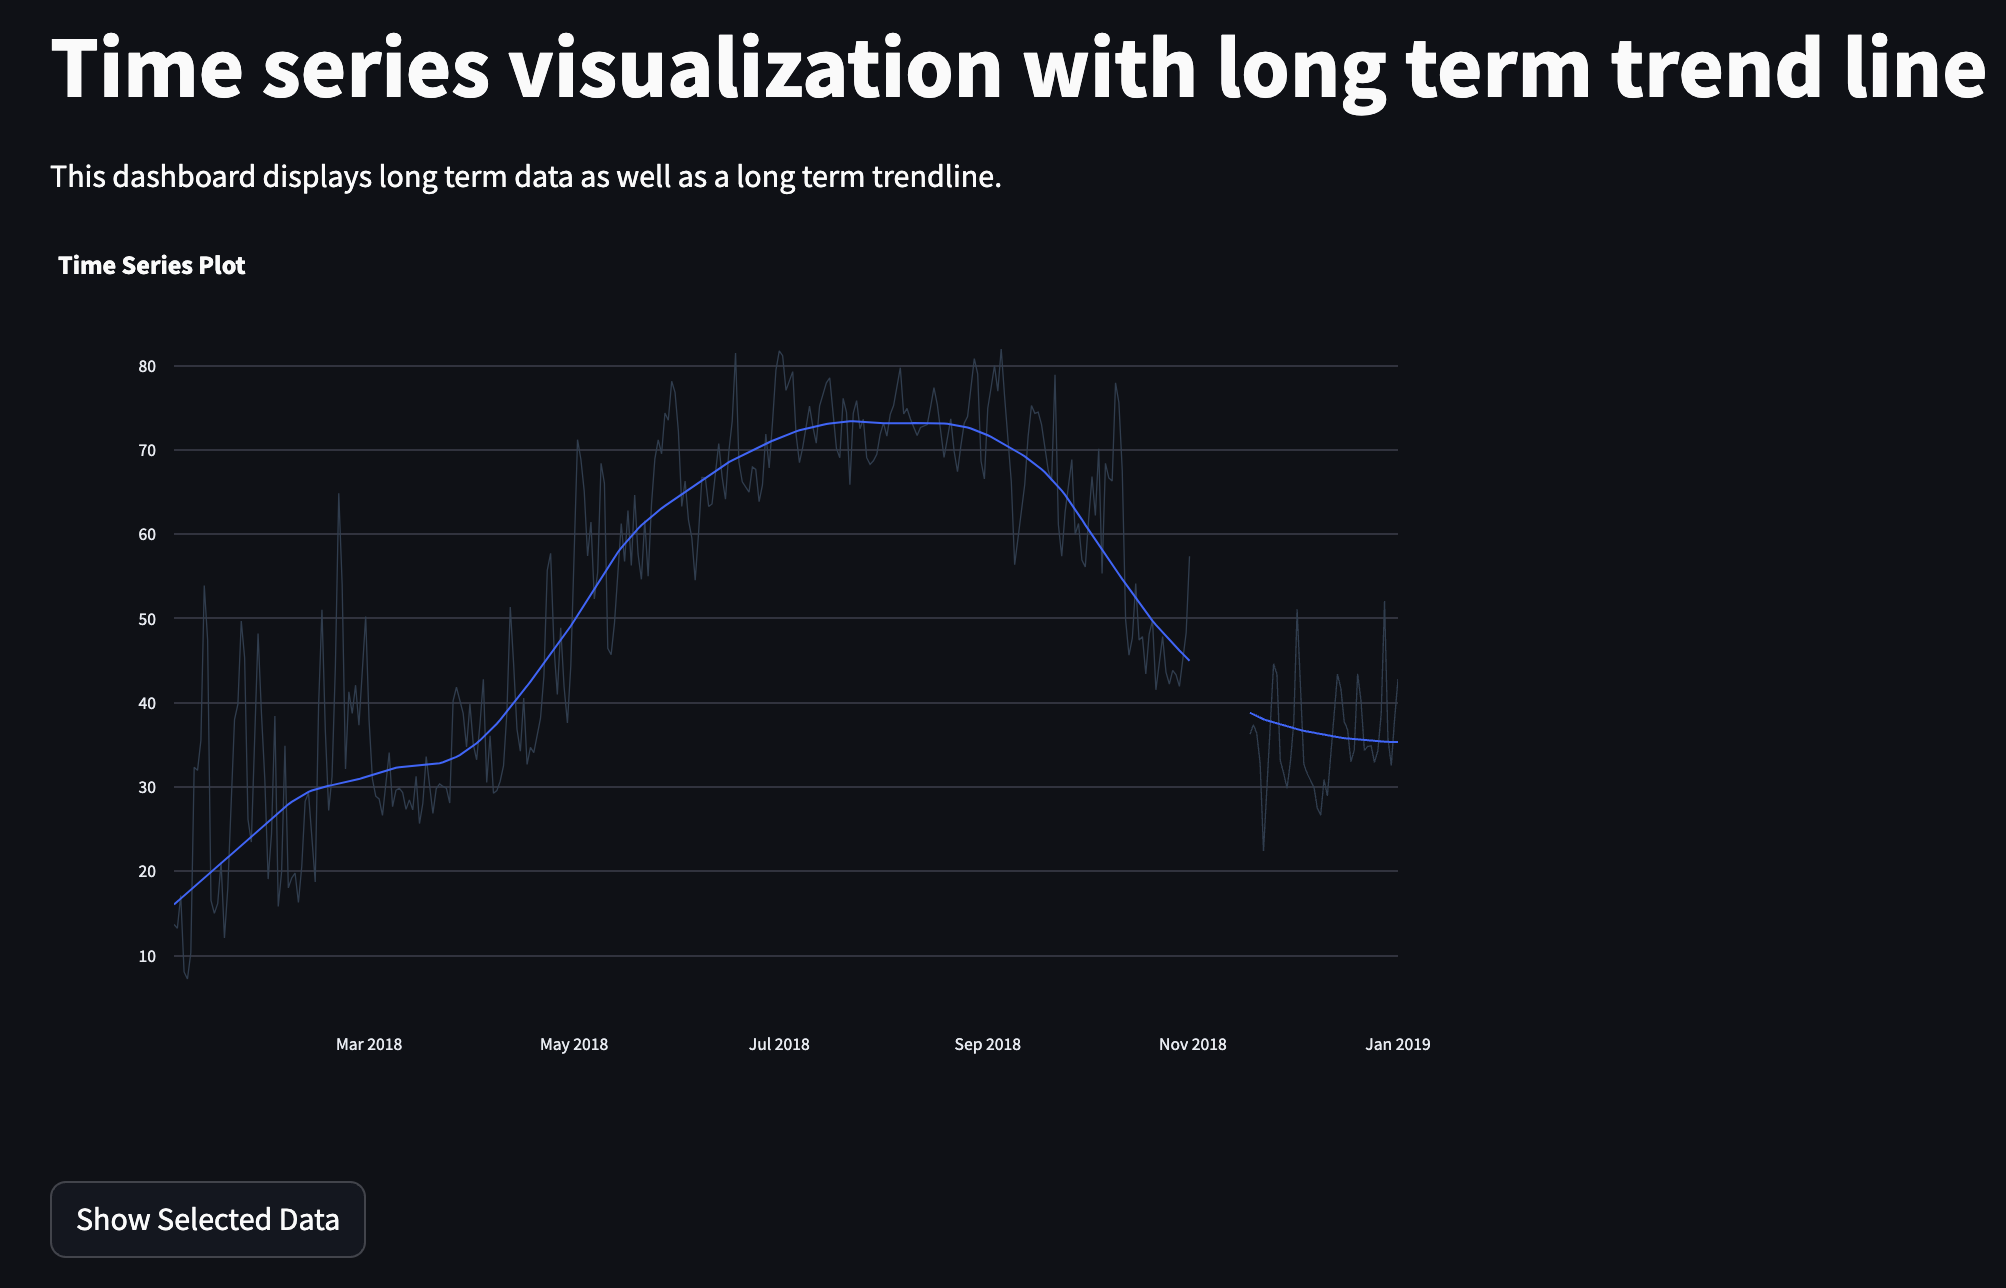 Time series visualization with long term trend line
This dashboard displays long term data as well as a long term trendline.
Time Series Plot
80
70
60
50
40
30
20
10
Mar 2018 May 2018 Jul 2018 Sep 2018 Nov 2018 Jan 2019
Show Selected Data